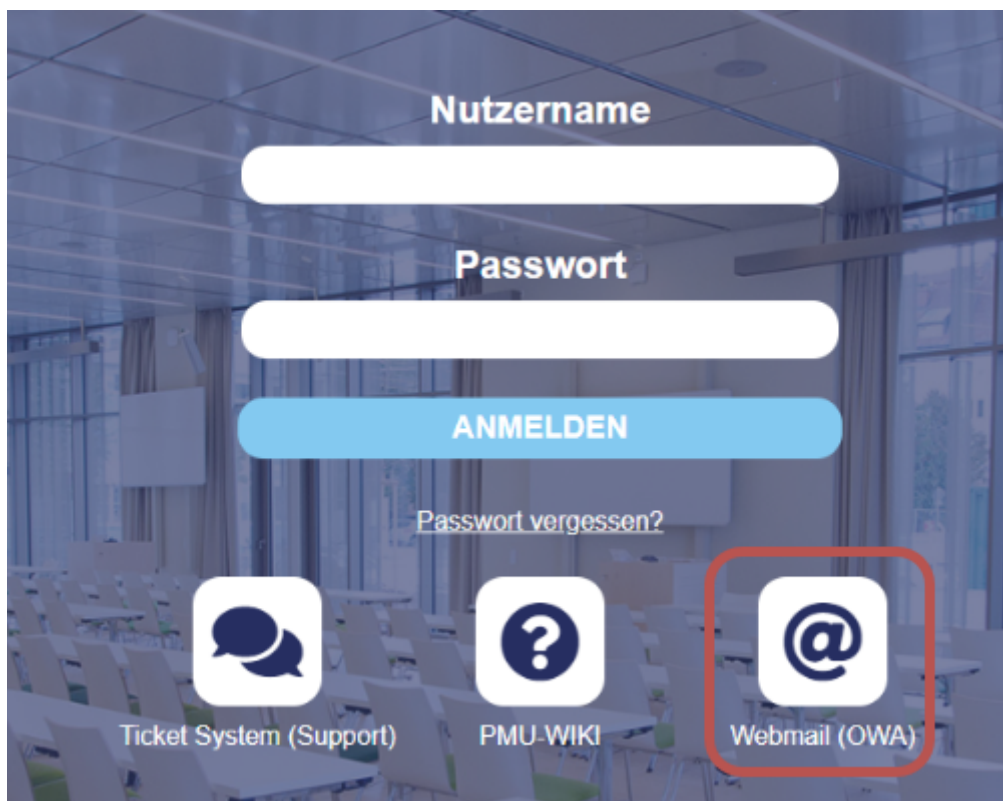 Nutzername
Passwort
ANMELDEN
Passwort vergessen?
@
Ticket System (Support) PMU-WIKI Webmail (OWA)